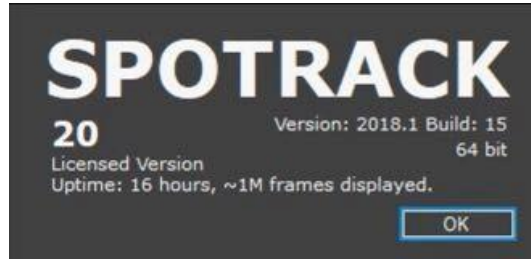 SPOTRACK
20
Version: 2018.1 Build: 15
64 bit
Licensed Version
Uptime: 16 hours, ~1M frames displayed.
OK